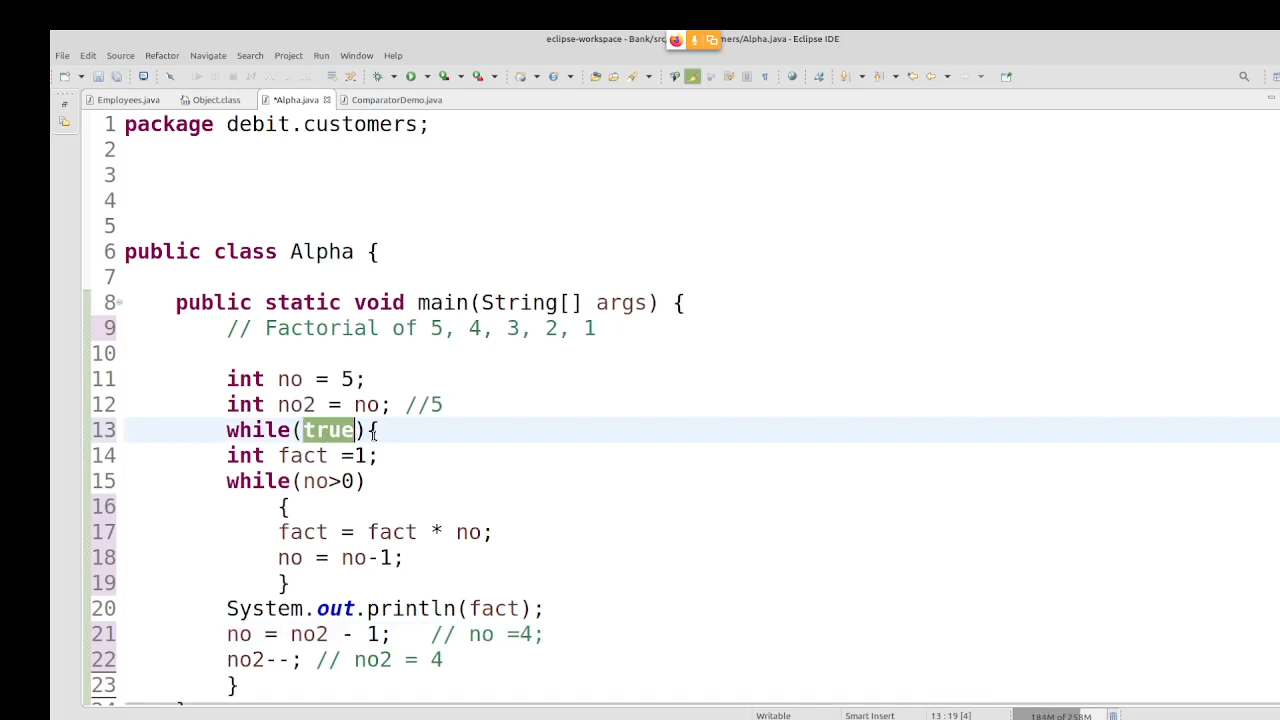 eclipse-workspace - Bank/src mers/Alpha.java - Eclipse IDE
File Edit Source Refactor Navigate Search Project Run Window Help
Employees.java Object.class *Alpha.java ComparatorDemo.java
1 package debit.customers;
2
3
4
5
6 public class Alpha {
7
8 public static void main(String[] args) {
9 // Factorial of 5, 4, 3, 2, 1
10
11 int no = 5;
12 int no2 = no; //5
13 while(true){
14 int fact =1;
15 while(no>0)
16 {
17 fact = fact * no;
18 no = no-1;
19 }
20 System.out.println(fact);
21 no = no2 - 1; // no =4;
22 no2--; // no2 = 4
23 }
Writable Smart Insert 13 : 19 [4] 184M of 258M